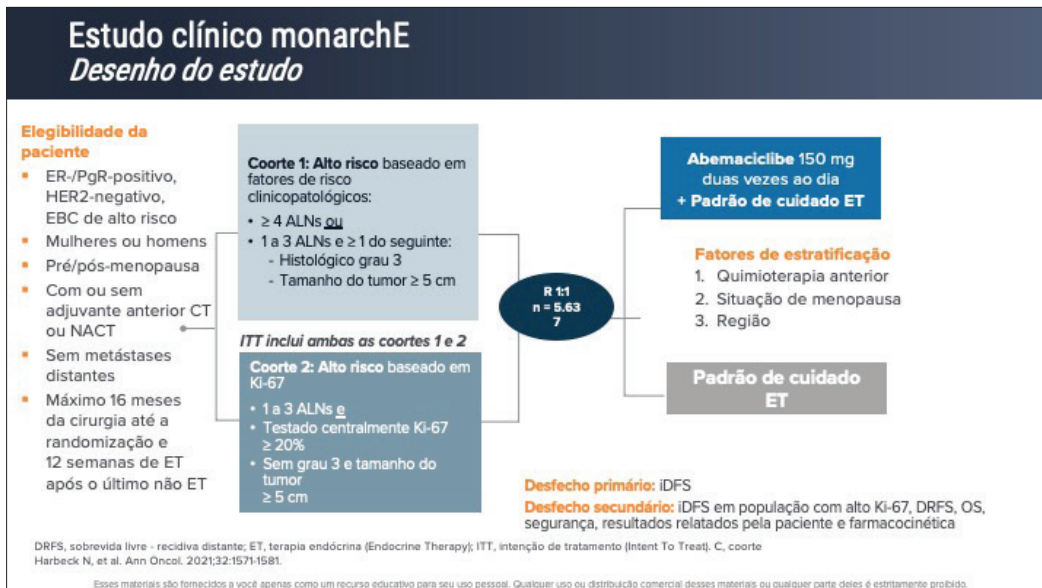 Estudo clínico monarchE
Desenho do estudo
Elegibilidade da
paciente
▪ ER-/PgR-positivo,
HER2-negativo,
EBC de alto risco
▪ Mulheres ou homens
▪ Pré/pós-menopausa
▪ Com ou sem
adjuvante anterior CT
ou NACT
▪ Sem metástases
distantes
▪ Máximo 16 meses
da cirurgia até a
randomização e
12 semanas de ET
após o último não ET
Coorte 1: Alto risco baseado em
fatores de risco
clinicopatológicos:
• ≥ 4 ALNs ou
• 1 a 3 ALNs e ≥ 1 do seguinte:
- Histológico grau 3
- Tamanho do tumor ≥ 5 cm
ITT inclui ambas as coortes 1 e 2
Coorte 2: Alto risco baseado em
Ki-67
• 1 a 3 ALNs e
• Testado centralmente Ki-67
≥ 20%
• Sem grau 3 e tamanho do
tumor
≥ 5 cm
R 1:1
n = 5.63
7
Abemaciclibe 150 mg
duas vezes ao dia
+ Padrão de cuidado ET
Fatores de estratificação
1. Quimioterapia anterior
2. Situação de menopausa
3. Região
Padrão de cuidado
ET
Desfecho primário: iDFS
Desfecho secundário: iDFS em população com alto Ki-67, DRFS, OS,
segurança, resultados relatados pela paciente e farmacocinética
DRFS, sobrevida livre - recidiva distante; ET, terapia endócrina (Endocrine Therapy); ITT, intenção de tratamento (Intent To Treat). C, coorte
Harbeck N, et al. Ann Oncol. 2021;32:1571-1581.
Esses materiais são fornecidos a você apenas como um recurso educativo para seu uso pessoal. Qualquer uso ou distribuição comercial desses materiais ou qualquer parte deles é estritamente proibido.